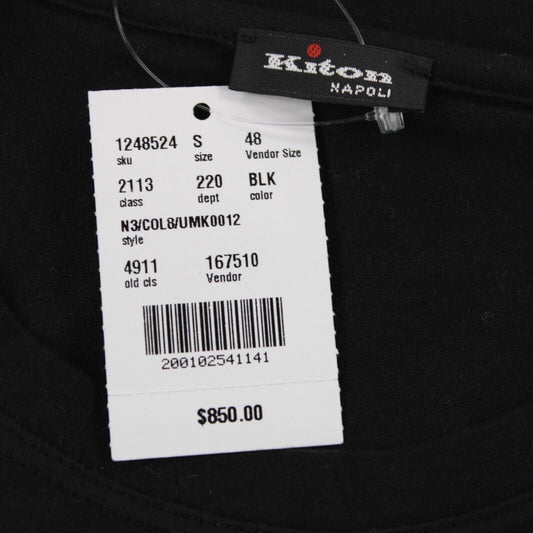 Kiton
NAPOLI
1248524 S 48
sku size Vendor Size
2113 220 BLK
class dept color
N3/COL8/UMK0012
style
4911 167510
old cls Vendor
200102541141
$850.00